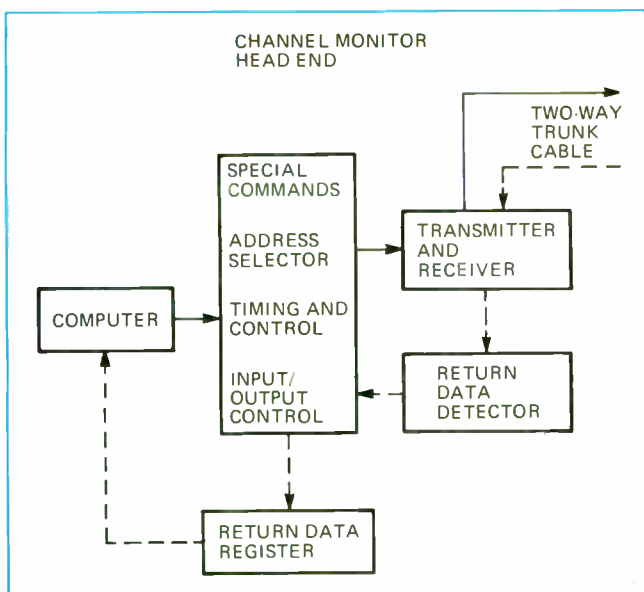 CHANNEL MONITOR
HEAD END
TWO-WAY
TRUNK
CABLE
SPECIAL
COMMANDS
ADDRESS
SELECTOR
TIMING AND
CONTROL
INPUT/
OUTPUT
CONTROL
TRANSMITTER
AND
RECEIVER
COMPUTER
RETURN
DATA
DETECTOR
RETURN DATA
REGISTER